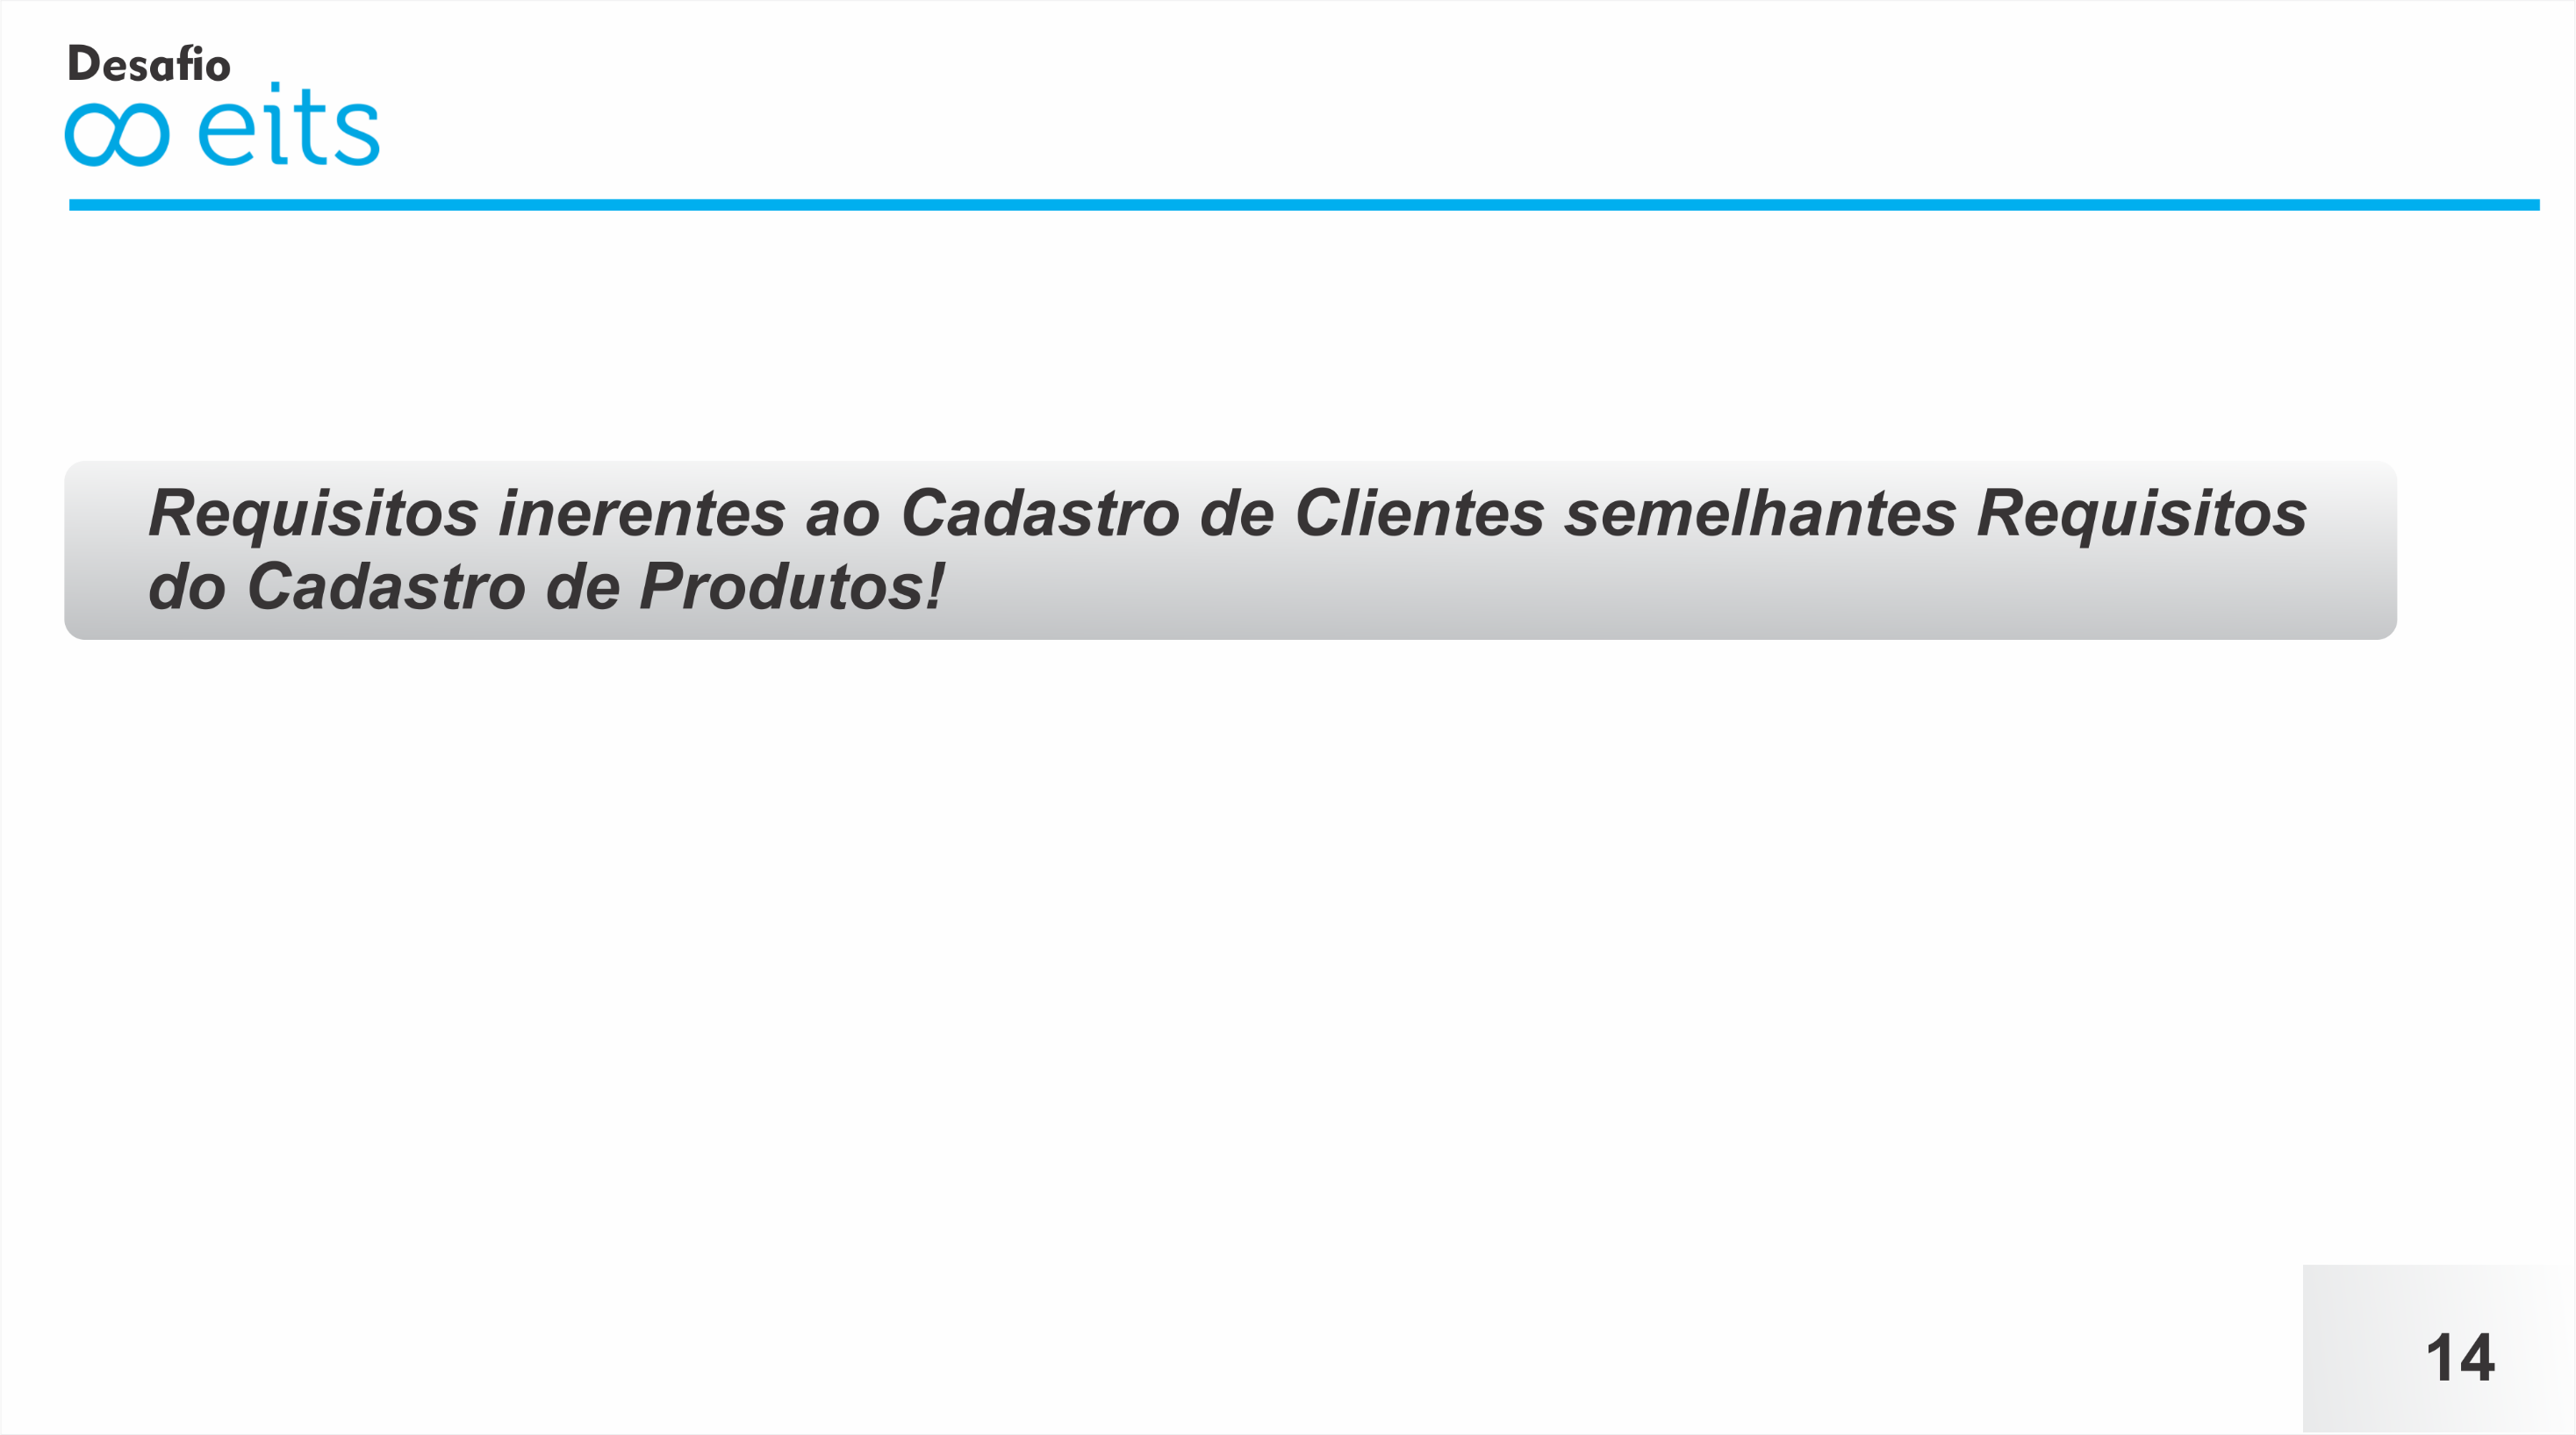 Desafio
eits
Requisitos inerentes ao Cadastro de Clientes semelhantes Requisitos
do Cadastro de Produtos!
14